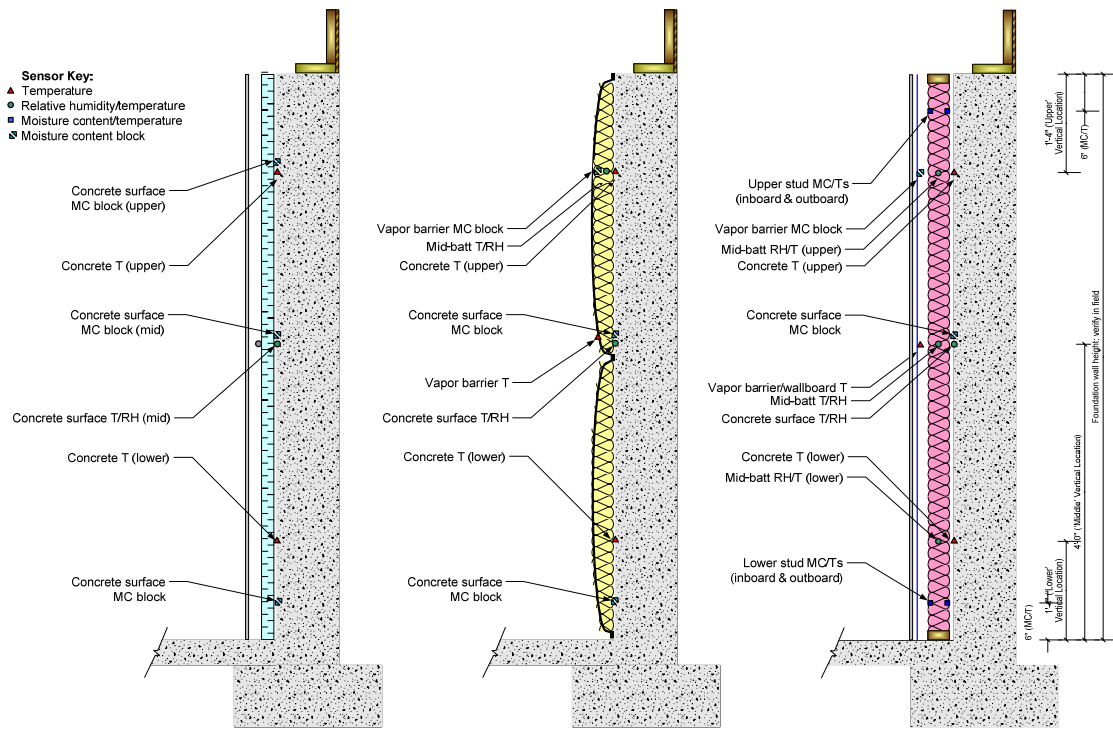 Sensor Key:
Temperature
Relative humidity/temperature
Moisture content/temperature
Moisture content block
Concrete surface
MC block (upper)
Concrete T (upper)
Concrete surface
MC block (mid)
Concrete surface T/RH (mid)
Concrete T (lower)
Concrete surface
MC block
Vapor barrier MC block
Mid-batt T/RH
Concrete T (upper)
Concrete surface
MC block
Vapor barrier T
Concrete surface T/RH
Concrete T (lower)
Concrete surface
MC block
Upper stud MC/Ts
(inboard & outboard)
Vapor barrier MC block
Mid-batt RH/T (upper)
Concrete T (upper)
Concrete surface
MC block
Vapor barrier/wallboard T
Mid-batt T/RH
Concrete surface T/RH
Concrete T (lower)
Mid-batt RH/T (lower)
Lower stud MC/Ts
(inboard & outboard)
1'-4" ('Upper'
Vertical Location)
6" (MC/T)
Foundation wall height: verify in field
4'-0" ('Middle' Vertical Location)
1'-4" ('Lower'
Vertical Location)
6" (MC/T)